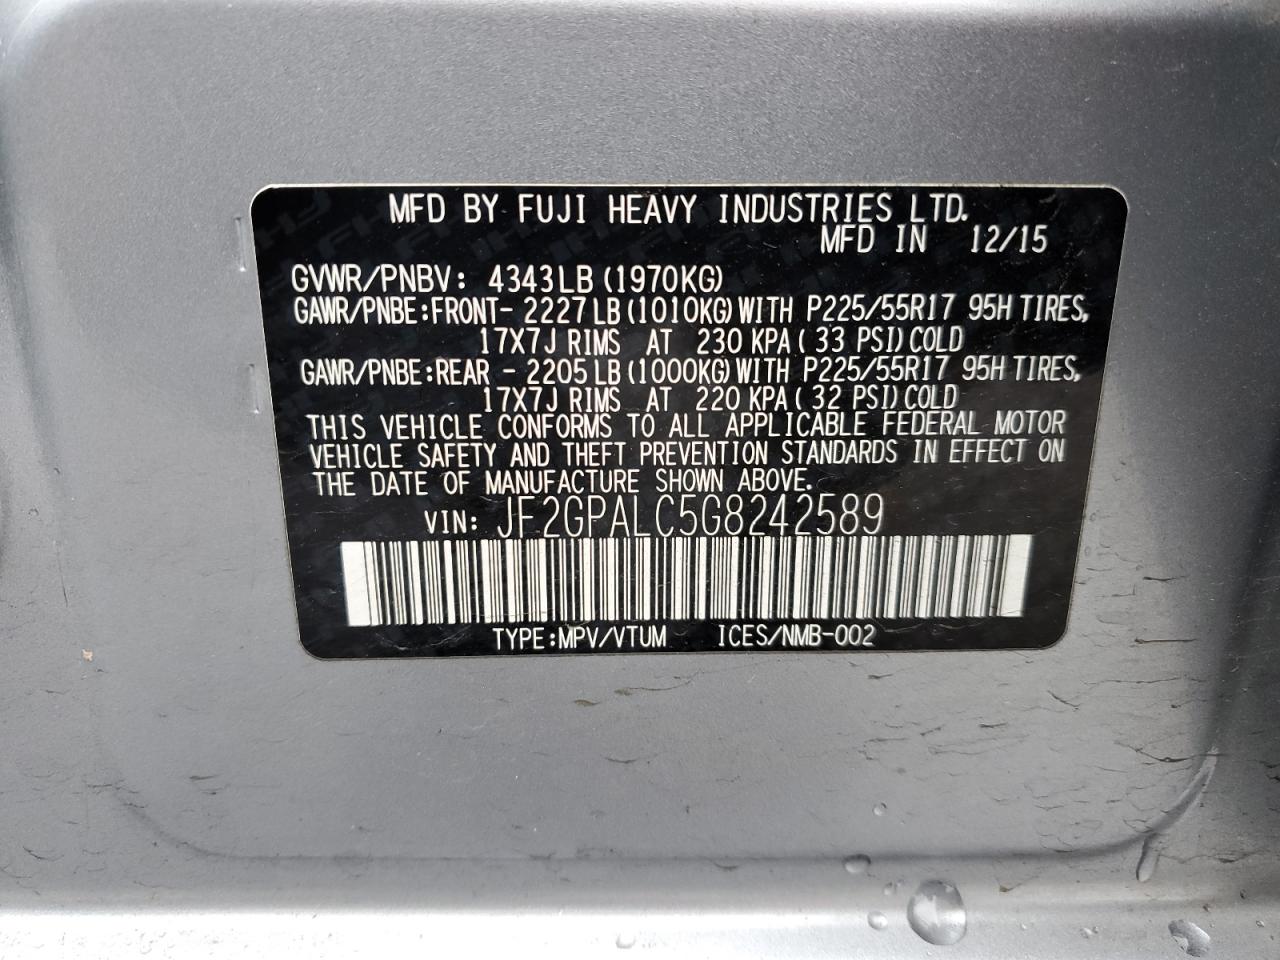 MFD BY FUJI HEAVY INDUSTRIES LTD.
MFD IN 12/15
GVWR/PNBV: 4343LB (1970KG)
GAWR/PNBE:FRONT- 2227LB (1010KG) WITH P225/55R17 95H TIRES,
17X7J RIMS AT 230 KPA( 33 PSI) COLD
GAWR/PNBE:REAR - 2205LB (1000KG) WITH P225/55R17 95H TIRES,
17X7J RIMS AT 220 KPA( 32 PSI) COLD
THIS VEHICLE CONFORMS TO ALL APPLICABLE FEDERAL MOTOR
VEHICLE SAFETY AND THEFT PREVENTION STANDARDS IN EFFECT ON
THE DATE OF MANUFACTURE SHOWN ABOVE.
VIN: JF2GPALC5G8242589
TYPE:MPV/VTUM ICES/NMB-002